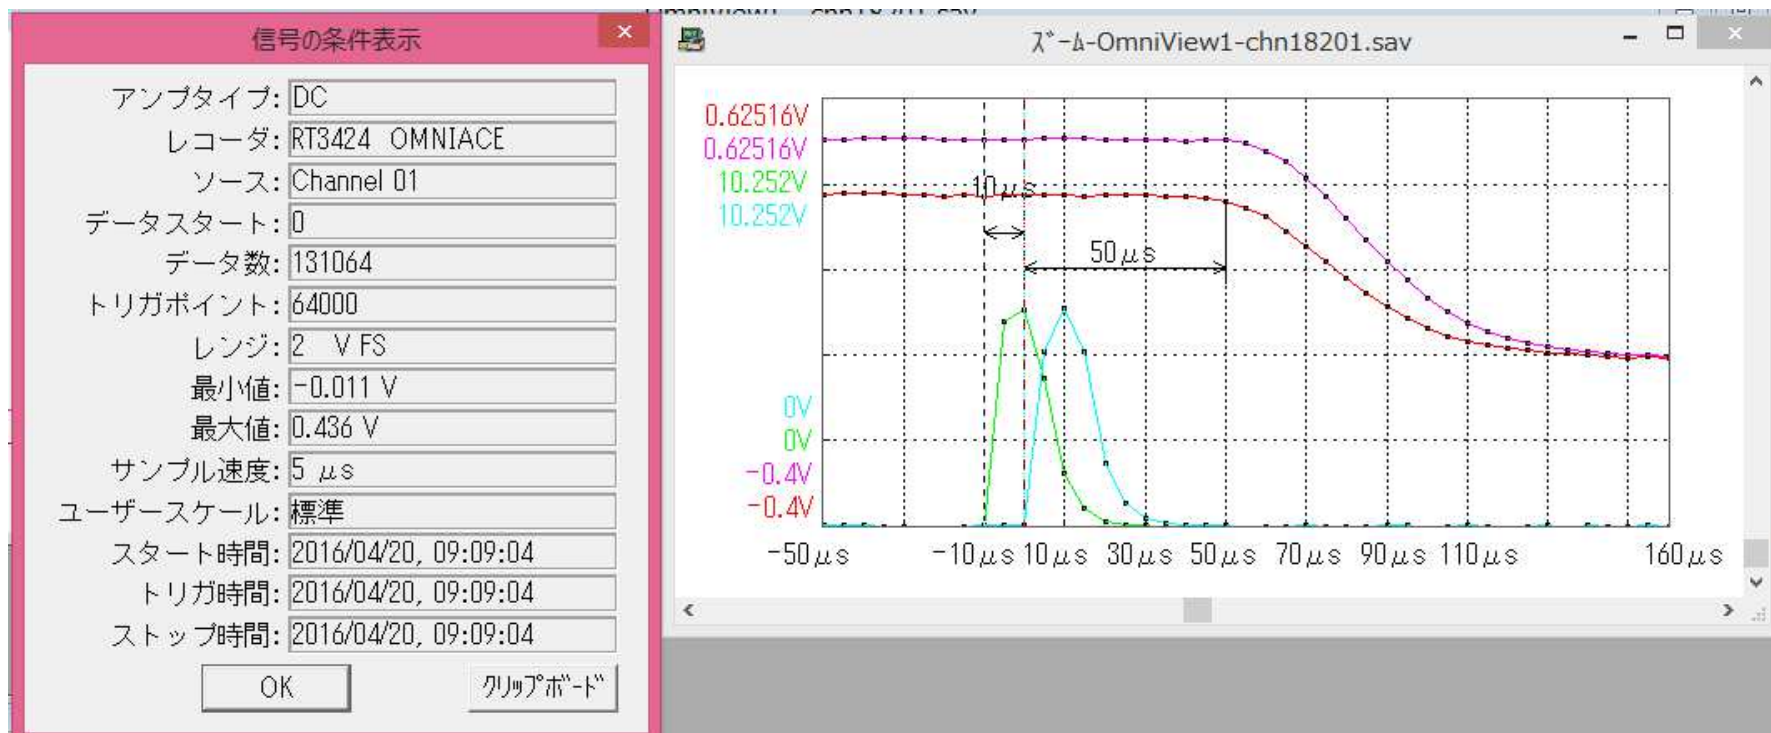 信号の条件表示
アンプタイプ: DC
レコーダ: RT3424 OMNIACE
ソース: Channel 01
データスタート: 0
データ数: 131064
トリガポイント: 64000
レンジ: 2 V FS
最小値: -0.011 V
最大値: 0.436 V
サンプル速度: 5 μs
ユーザースケール: 標準
スタート時間: 2016/04/20, 09:09:04
トリガ時間: 2016/04/20, 09:09:04
ストップ時間: 2016/04/20, 09:09:04
OK
クリップボード
ズーム-OmniView1-chn18201.sav
0.62516V
0.62516V
10.252V
10.252V
10μs
50μs
0V
0V
-0.4V
-0.4V
-50μs -10μs 10μs 30μs 50μs 70μs 90μs 110μs 160μs